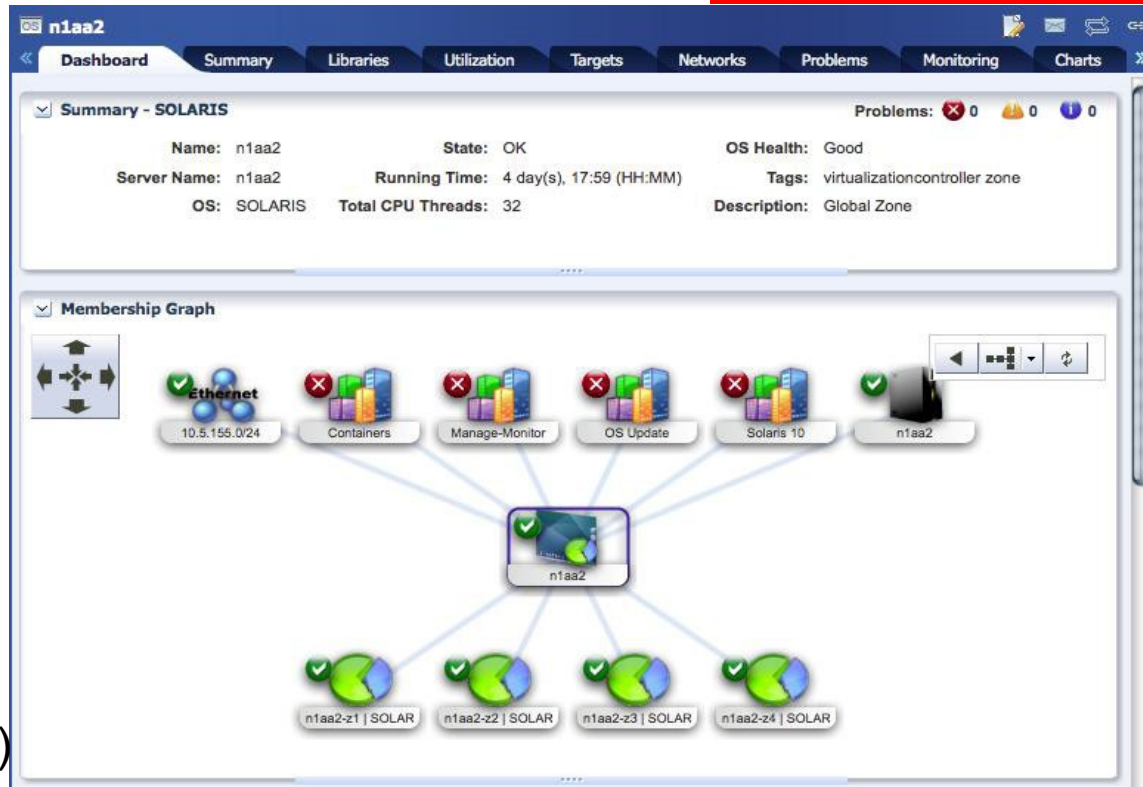 OS n1aa2
Dashboard Summary Libraries Utilization Targets Networks Problems Monitoring Charts
Summary - SOLARIS Problems: 0 0 0
Name: n1aa2 State: OK OS Health: Good
Server Name: n1aa2 Running Time: 4 day(s), 17:59 (HH:MM) Tags: virtualizationcontroller zone
OS: SOLARIS Total CPU Threads: 32 Description: Global Zone
Membership Graph
Ethernet
10.5.155.0/24 Containers Manage-Monitor OS Update Solaris 10 n1aa2
n1aa2
n1aa2-z1 | SOLAR n1aa2-z2 | SOLAR n1aa2-z3 | SOLAR n1aa2-z4 | SOLAR
)